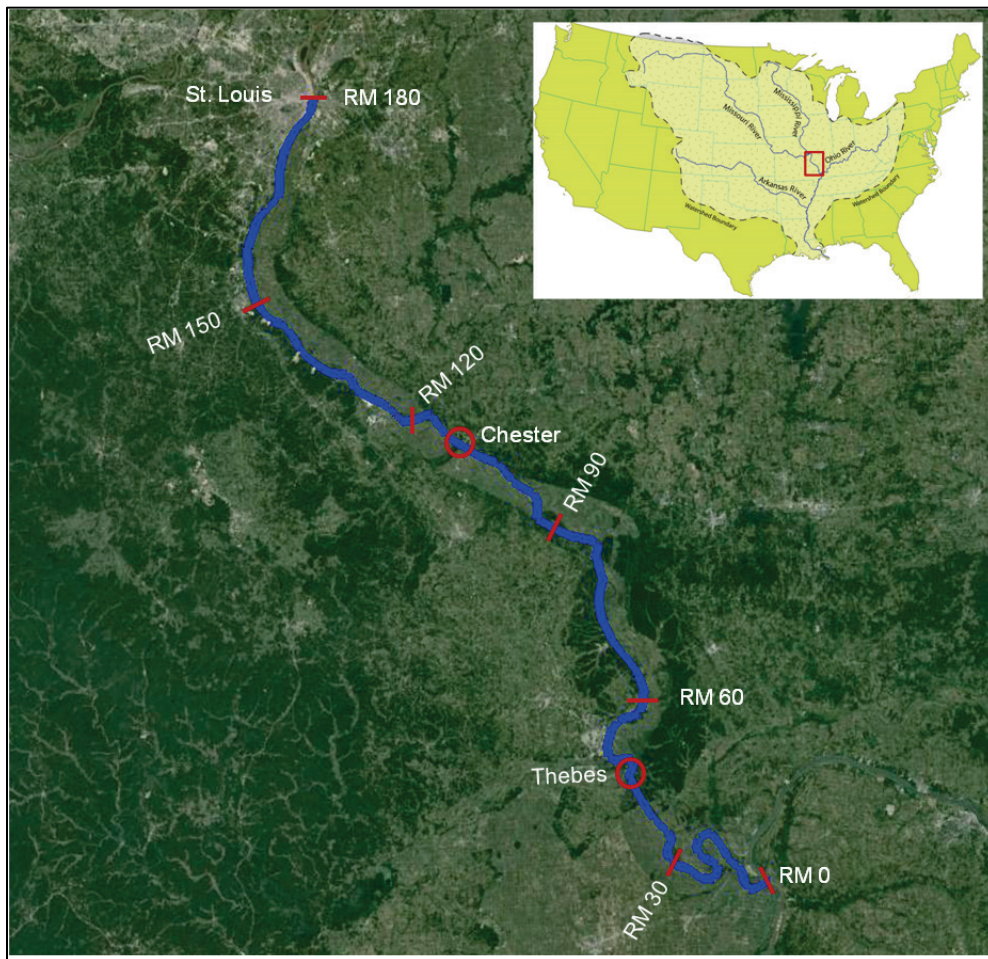 St. Louis
RM 180
RM 150
RM 120
Chester
RM 90
RM 60
Thebes
RM 30
RM 0
Mississippi River
Missouri River
Ohio River
Arkansas River
Watershed Boundary
Watershed Boundary